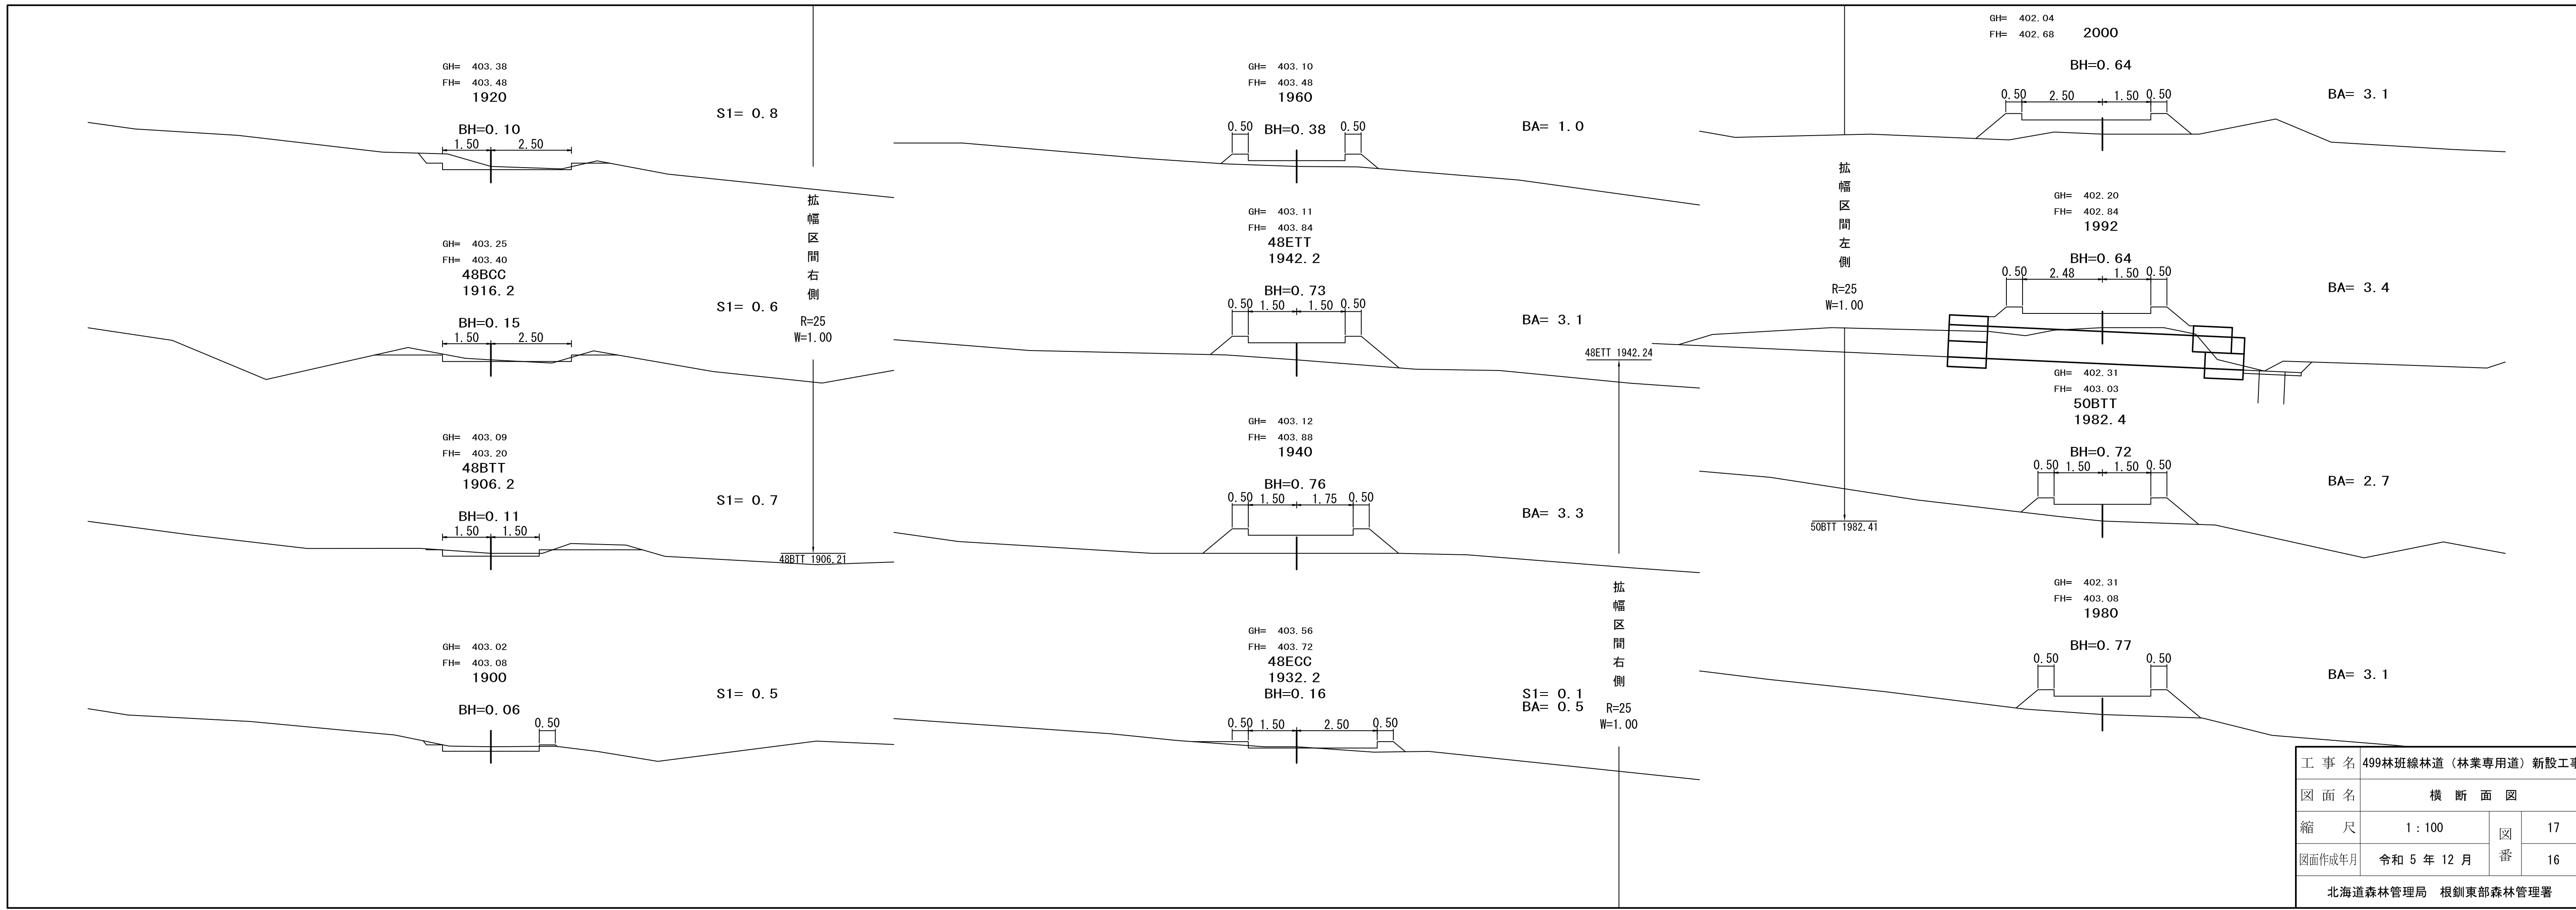 GH= 403.38
FH= 403.48
1920
BH=0.10
1.50 2.50
S1= 0.8
GH= 403.25
FH= 403.40
48BCC
1916.2
BH=0.15
1.50 2.50
S1= 0.6
GH= 403.09
FH= 403.20
48BTT
1906.2
BH=0.11
1.50 1.50
S1= 0.7
GH= 403.02
FH= 403.08
1900
BH=0.06
0.50
S1= 0.5
拡幅区間右側
R=25
W=1.00
48BTT 1906.21
GH= 403.10
FH= 403.48
1960
BH=0.38
0.50 0.50
BA= 1.0
GH= 403.11
FH= 403.84
48ETT
1942.2
BH=0.73
0.50 1.50 1.50 0.50
BA= 3.1
GH= 403.12
FH= 403.88
1940
BH=0.76
0.50 1.50 1.75 0.50
BA= 3.3
GH= 403.56
FH= 403.72
48ECC
1932.2
BH=0.16
0.50 1.50 2.50 0.50
S1= 0.1
BA= 0.5
48ETT 1942.24
拡幅区間右側
R=25
W=1.00
GH= 402.04
FH= 402.68
2000
BH=0.64
0.50 2.50 1.50 0.50
BA= 3.1
拡幅区間左側
R=25
W=1.00
50BTT 1982.41
GH= 402.20
FH= 402.84
1992
BH=0.64
0.50 2.48 1.50 0.50
BA= 3.4
GH= 402.31
FH= 403.03
50BTT
1982.4
BH=0.72
0.50 1.50 1.50 0.50
BA= 2.7
GH= 402.31
FH= 403.08
1980
BH=0.77
0.50 0.50
BA= 3.1
工事名 499林班線林道（林業専用道）新設工事
図面名 横断面図
縮尺 1：100 図番 17
図面作成年月 令和 5 年 12 月 16
北海道森林管理局 根釧東部森林管理署